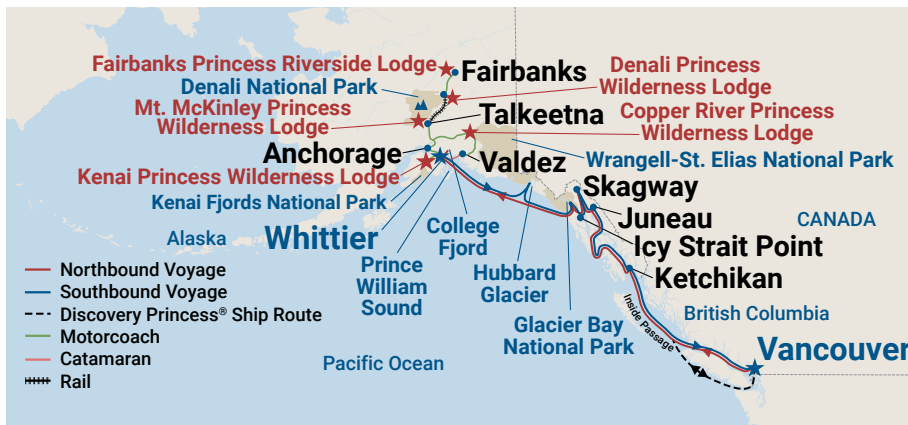 Fairbanks Princess Riverside Lodge
Fairbanks
Denali National Park
Denali Princess
Wilderness Lodge
Mt. McKinley Princess
Wilderness Lodge
Talkeetna
Copper River Princess
Wilderness Lodge
Anchorage
Valdez
Wrangell-St. Elias National Park
Kenai Princess Wilderness Lodge
Kenai Fjords National Park
Skagway
Juneau
CANADA
Alaska
Whittier
College
Fjord
Icy Strait Point
Prince
William
Sound
Hubbard
Glacier
Ketchikan
Northbound Voyage
Southbound Voyage
Discovery Princess® Ship Route
Motorcoach
Catamaran
Rail
Glacier Bay
National Park
Inside Passage
British Columbia
Pacific Ocean
Vancouver